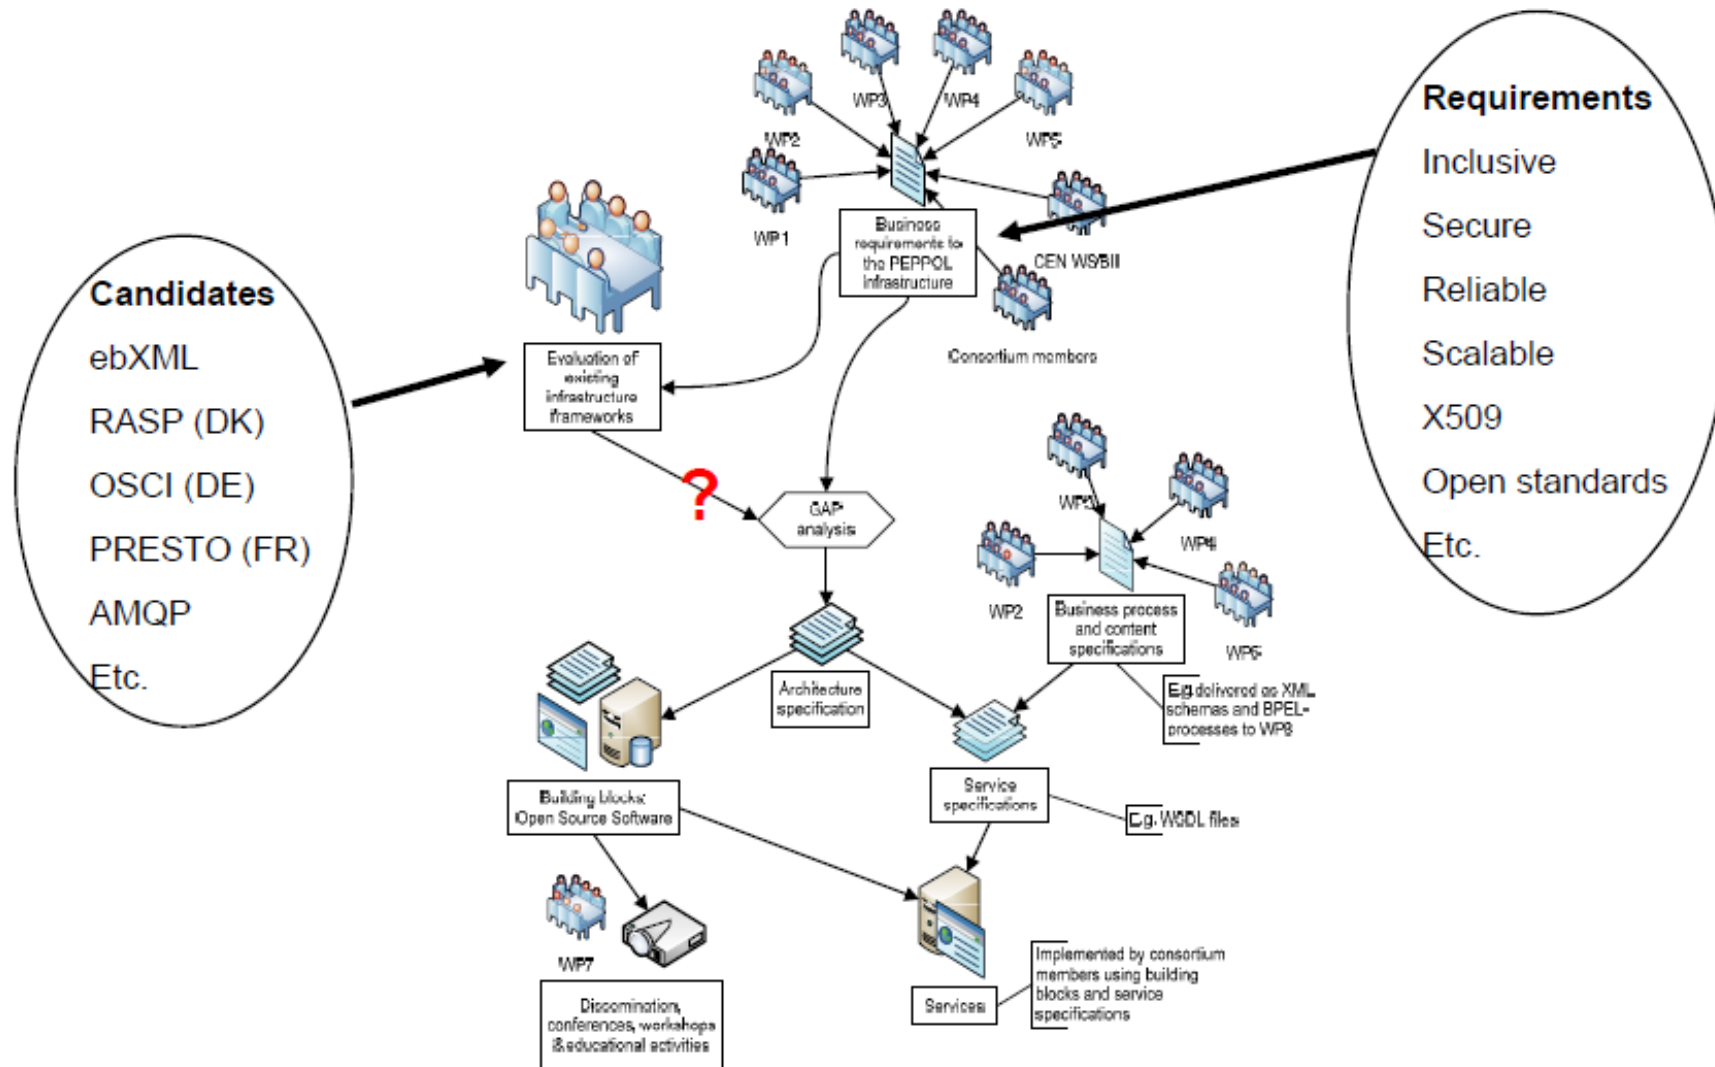 Candidates
ebXML
RASP (DK)
OSCI (DE)
PRESTO (FR)
AMQP
Etc.
WP3
WP4
WP2
WP5
WP1
CEN WS/BII
Business
requirements for
the PEPPOL
Infrastructure
Consortium members
Requirements
Inclusive
Secure
Reliable
Scalable
X509
Open standards
Etc.
Evaluation of
existing
infrastructure
frameworks
?
GAP
analysis
WP3
WP4
WP2
WP6
Business process
and content
specifications
E.g delivered as XML
schemas and BPEL-
processes to WP8
Architecture
specification
Building blocks:
Open Source Software
Service
specifications
E.g. WSDL files
WP7
Dissemination,
conferences, workshops
& educational activities
Services
Implemented by consortium
members using building
blocks and service
specifications